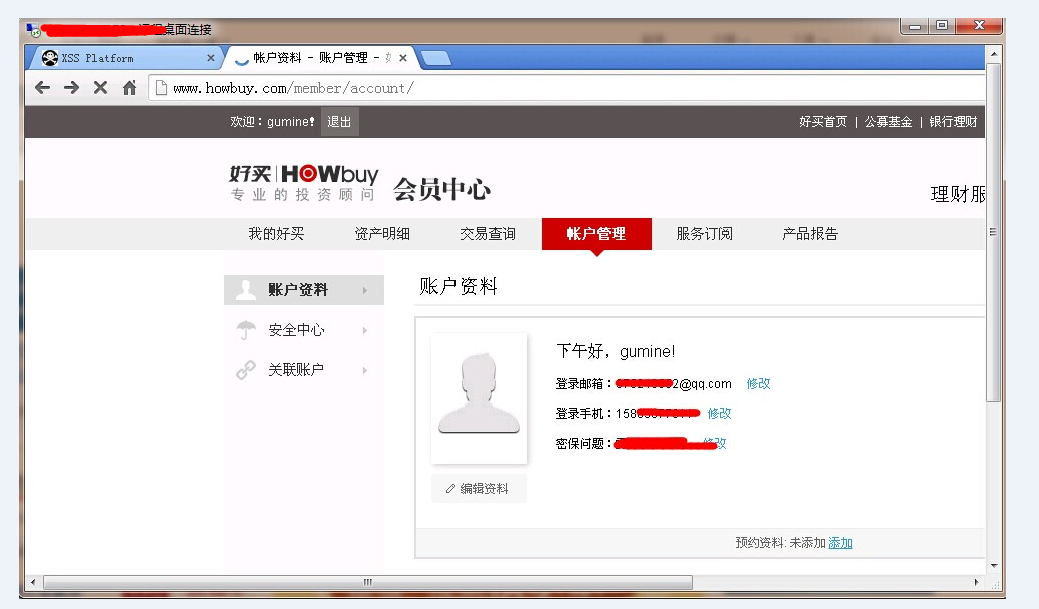 远程桌面连接
XSS Platform
帐户资料 - 账户管理 -
www.howbuy.com/member/account/
欢迎：gumine! 退出 好买首页 | 公募基金 | 银行理财
好买 HOWbuy
专业的投资顾问 会员中心 理财服
我的好买 资产明细 交易查询 帐户管理 服务订阅 产品报告
账户资料 账户资料
安全中心
关联账户
下午好，gumine!
登录邮箱： 2@qq.com 修改
登录手机：158 修改
密保问题： 修改
编辑资料
预约资料: 未添加 添加